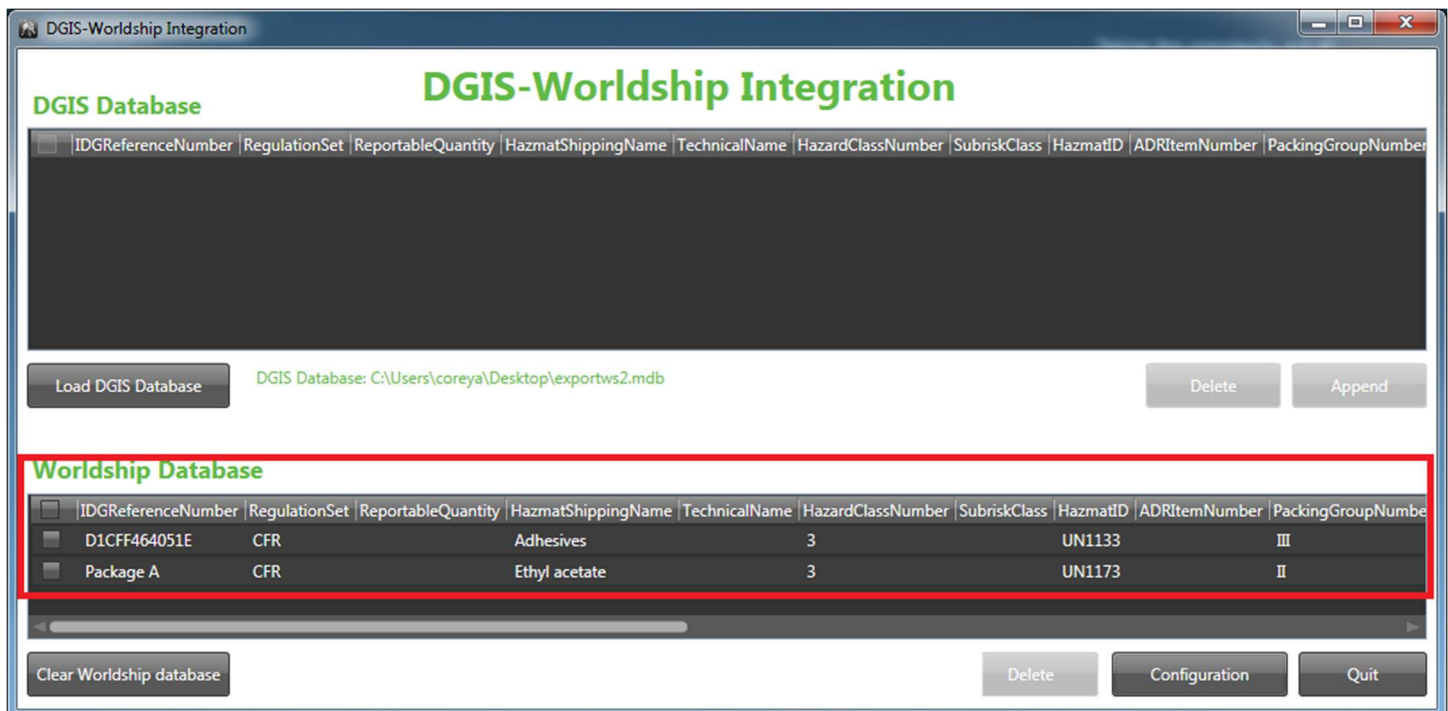 DGIS-Worldship Integration
DGIS-Worldship Integration
DGIS Database
IDGReferenceNumber RegulationSet ReportableQuantity HazmatShippingName TechnicalName HazardClassNumber SubriskClass HazmatID ADRItemNumber PackingGroupNumber
Load DGIS Database DGIS Database: C:\Users\coreya\Desktop\exportws2.mdb Delete Append
Worldship Database
IDGReferenceNumber RegulationSet ReportableQuantity HazmatShippingName TechnicalName HazardClassNumber SubriskClass HazmatID ADRItemNumber PackingGroupNumbe
D1CFF464051E CFR Adhesives 3 UN1133 III
Package A CFR Ethyl acetate 3 UN1173 II
Clear Worldship database Delete Configuration Quit